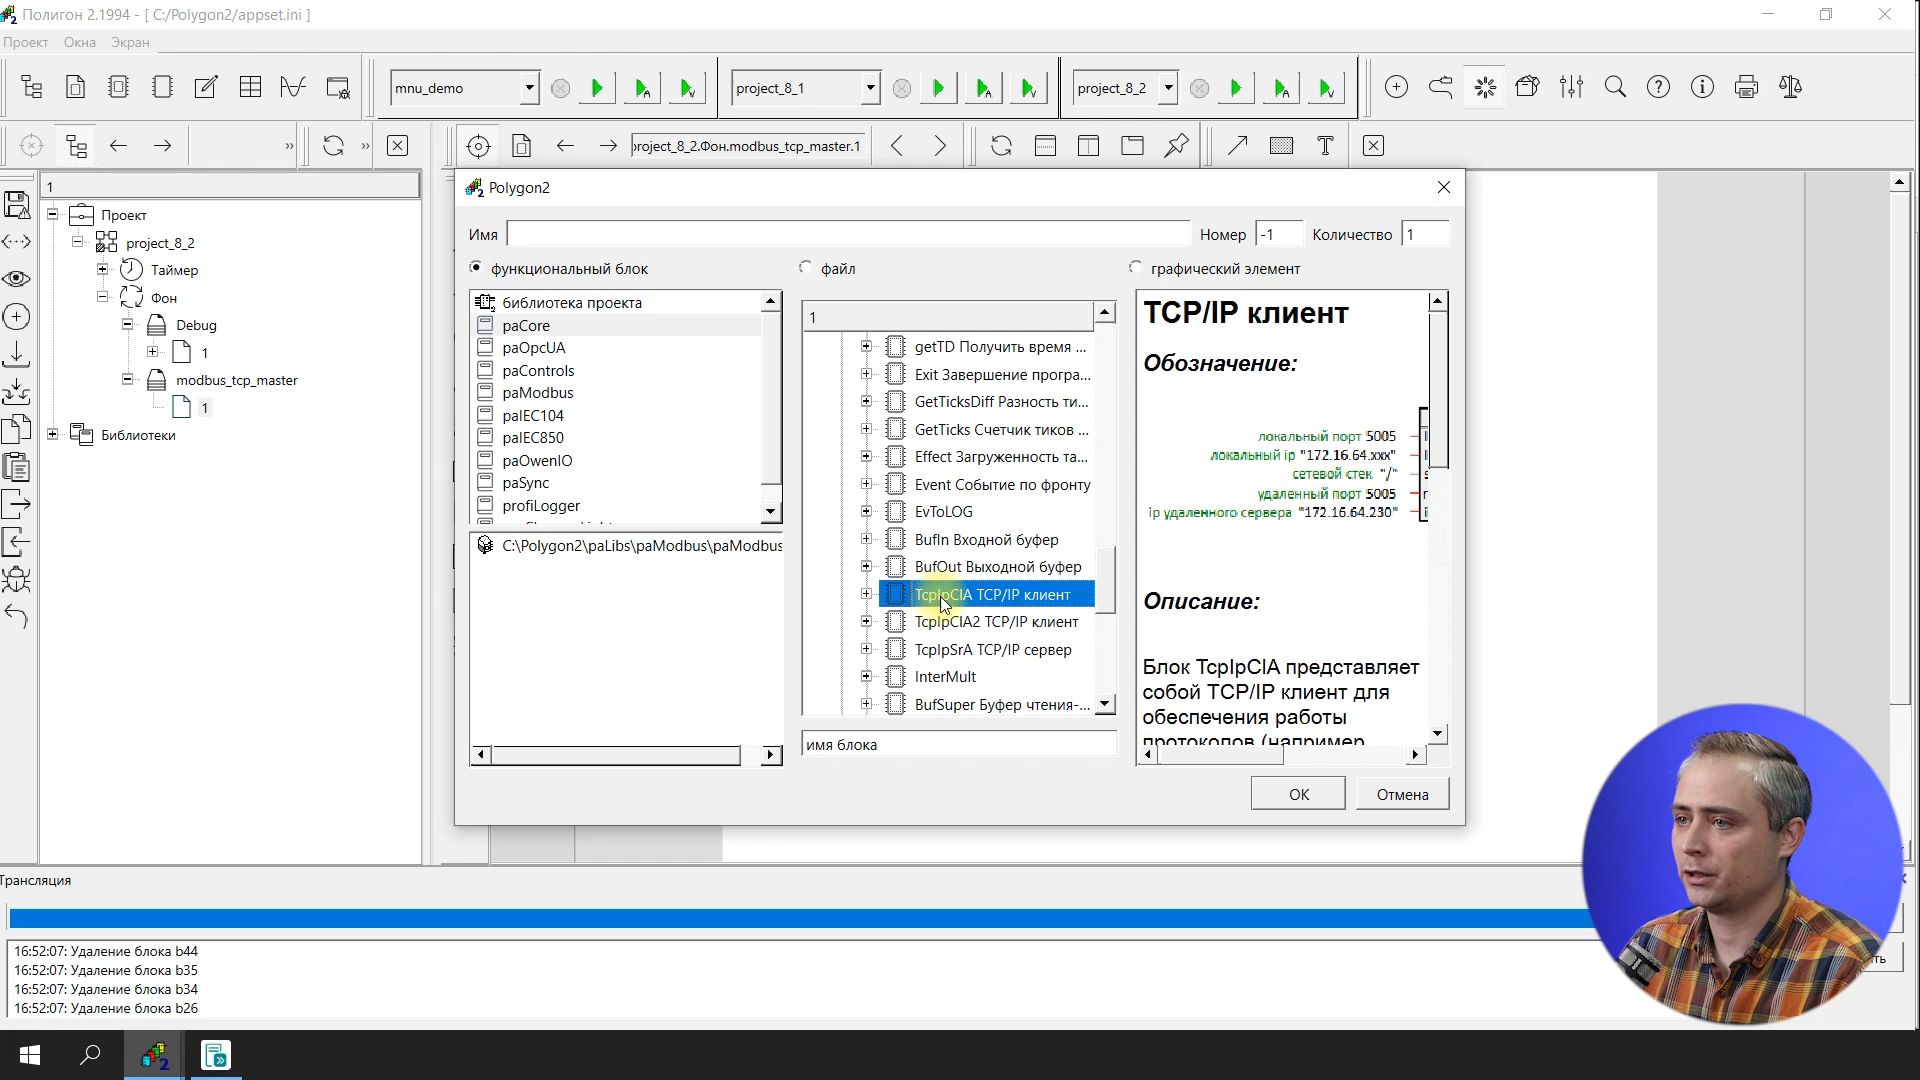 Полигон 2.1994 - [ C:/Polygon2/appset.ini ]
Проект Окна Экран
mnu_demo
project_8_1
project_8_2
»
»
project_8_2.Фон.modbus_tcp_master.1
1
Проект
project_8_2
Таймер
Фон
Debug
1
modbus_tcp_master
1
Библиотеки
Polygon2
Имя
Номер -1 Количество 1
функциональный блок
файл
графический элемент
библиотека проекта
paCore
paOpcUA
paControls
paModbus
paIEC104
paIEC850
paOwenIO
paSync
profiLogger
C:\Polygon2\paLibs\paModbus\paModbus
1
getTD Получить время ...
Exit Завершение програ...
GetTicksDiff Разность ти...
GetTicks Счетчик тиков ...
Effect Загруженность та...
Event Событие по фронту
EvToLOG
BufIn Входной буфер
BufOut Выходной буфер
TcpIpClA TCP/IP клиент
TcpIpClA2 TCP/IP клиент
TcpIpSrA TCP/IP сервер
InterMult
BufSuper Буфер чтения-...
имя блока
TCP/IP клиент
Обозначение:
локальный порт 5005
локальный ip "172.16.64.xxx"
сетевой стек "/"
удаленный порт 5005
ip удаленного сервера "172.16.64.230"
Описание:
Блок TcpIpClA представляет
собой TCP/IP клиент для
обеспечения работы
протоколов (например
OK
Отмена
Трансляция
16:52:07: Удаление блока b44
16:52:07: Удаление блока b35
16:52:07: Удаление блока b34
16:52:07: Удаление блока b26